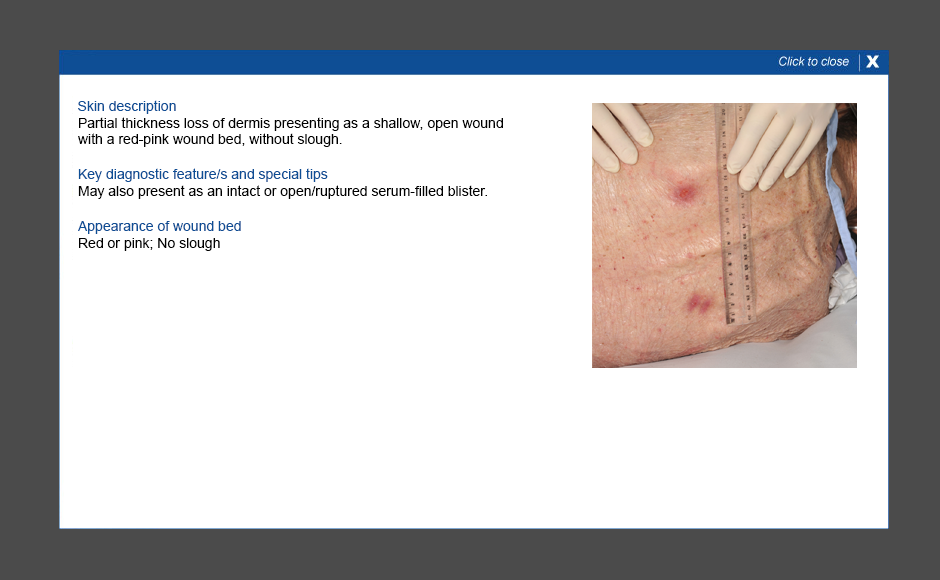 Click to close X
Skin description
Partial thickness loss of dermis presenting as a shallow, open wound
with a red-pink wound bed, without slough.
Key diagnostic feature/s and special tips
May also present as an intact or open/ruptured serum-filled blister.
Appearance of wound bed
Red or pink; No slough